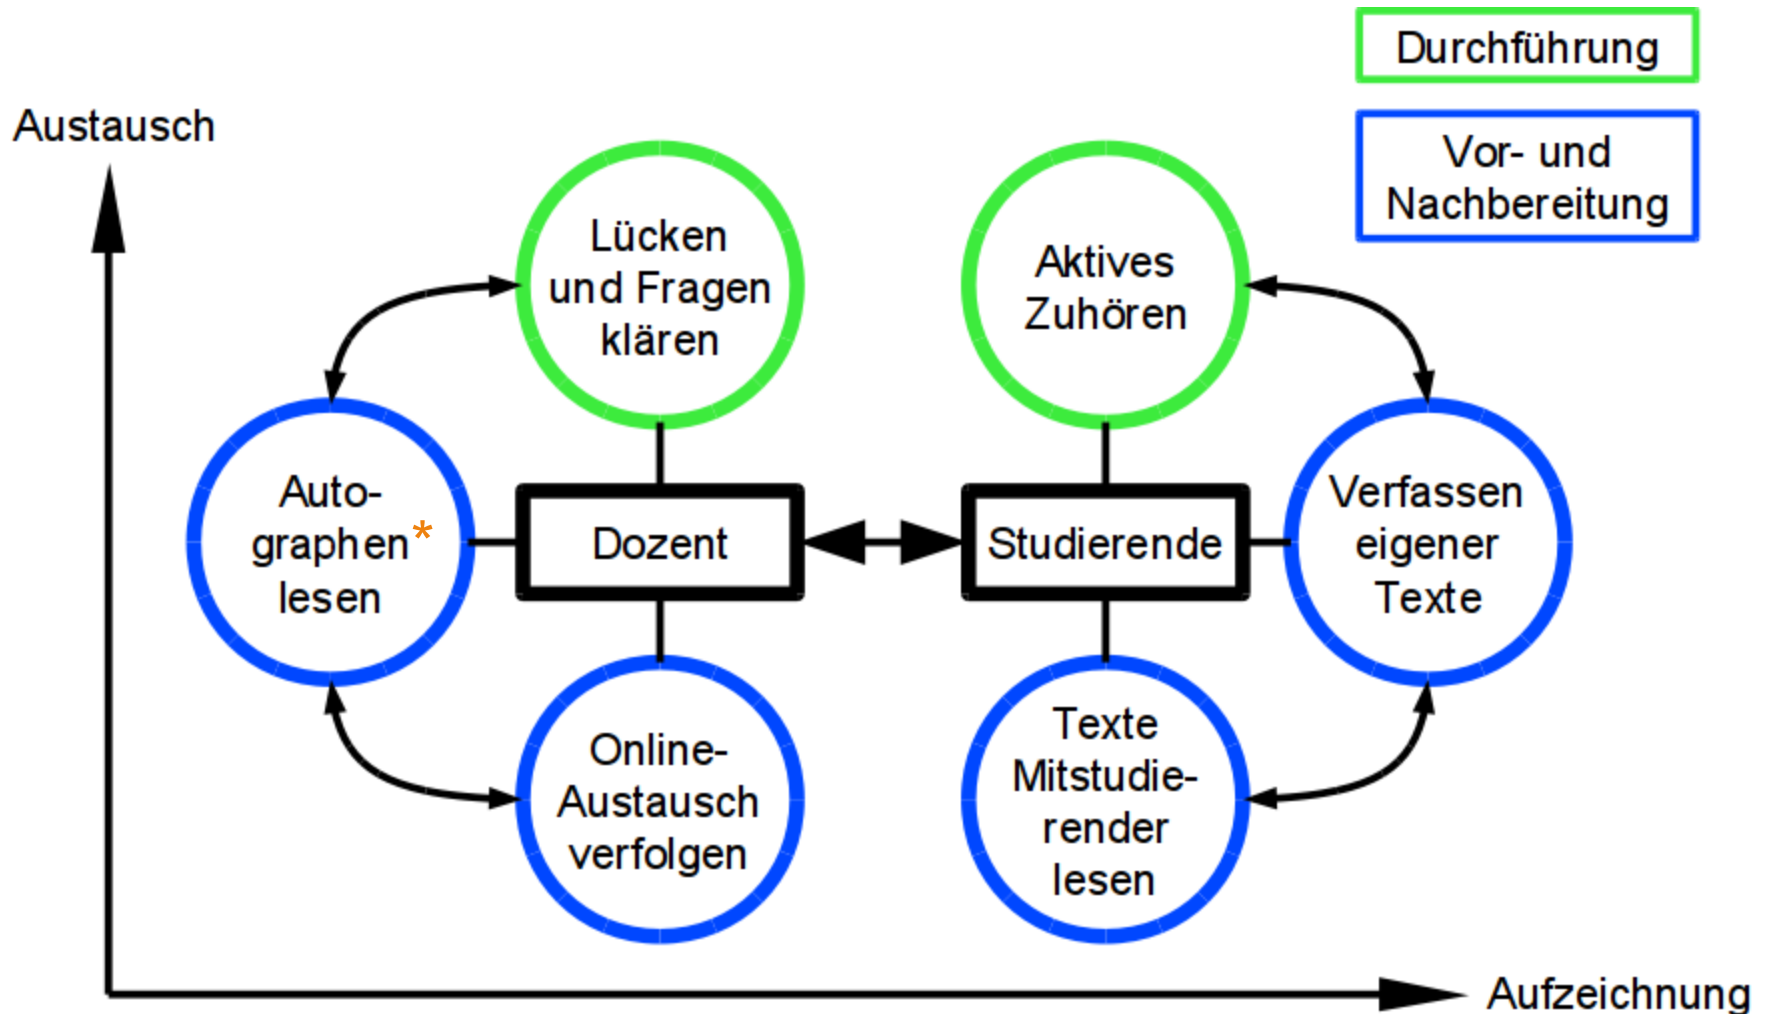 Durchführung
Vor- und
Nachbereitung
Austausch
Lücken
und Fragen
klären
Aktives
Zuhören
Auto-
graphen*
lesen
Dozent
Studierende
Verfassen
eigener
Texte
Online-
Austausch
verfolgen
Texte
Mitstudie-
render
lesen
Aufzeichnung